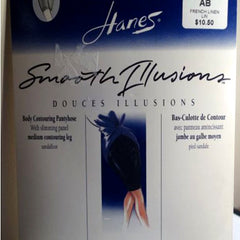 AB
FRENCH LINEN
LIN
$10.50
Hanes
Smooth Illusions
DOUCES ILLUSIONS
Body Contouring Pantyhose
With slimming panel
medium contouring leg
sandalfoot
Bas-Culotte de Contour
avec panneau amincissant
jambe au galbe moyen
pied sandale